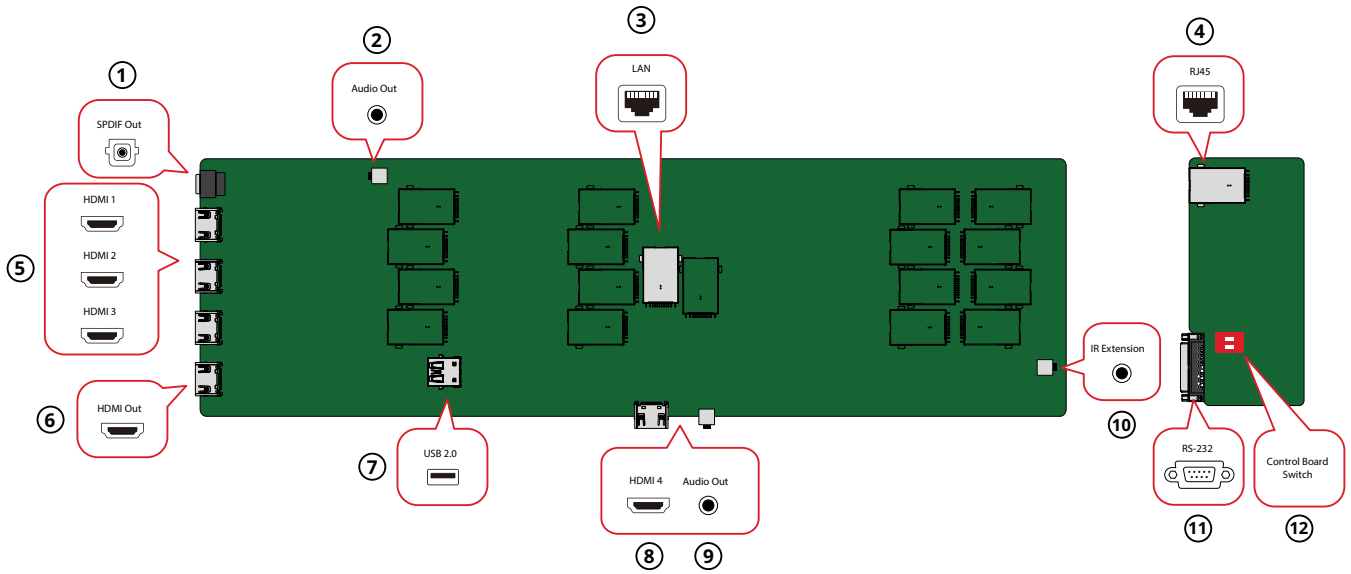 1
SPDIF Out
2
Audio Out
3
LAN
4
RJ45
5
HDMI 1
HDMI 2
HDMI 3
6
HDMI Out
7
USB 2.0
HDMI 4
8
Audio Out
9
IR Extension
10
RS-232
11
Control Board
Switch
12